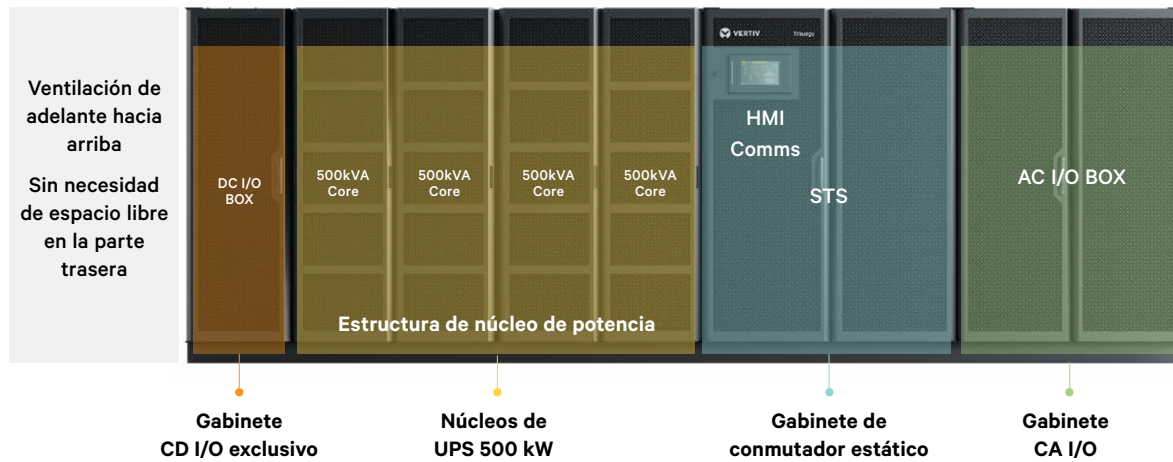 Ventilación de
adelante hacia
arriba
Sin necesidad
de espacio libre
en la parte
trasera
VERTIV
Trinergy
HMI
Comms
DC I/O
BOX
500kVA
Core
500kVA
Core
500kVA
Core
500kVA
Core
STS
AC I/O BOX
Estructura de núcleo de potencia
Gabinete
CD I/O exclusivo
Núcleos de
UPS 500 kW
Gabinete de
conmutador estático
Gabinete
CA I/O